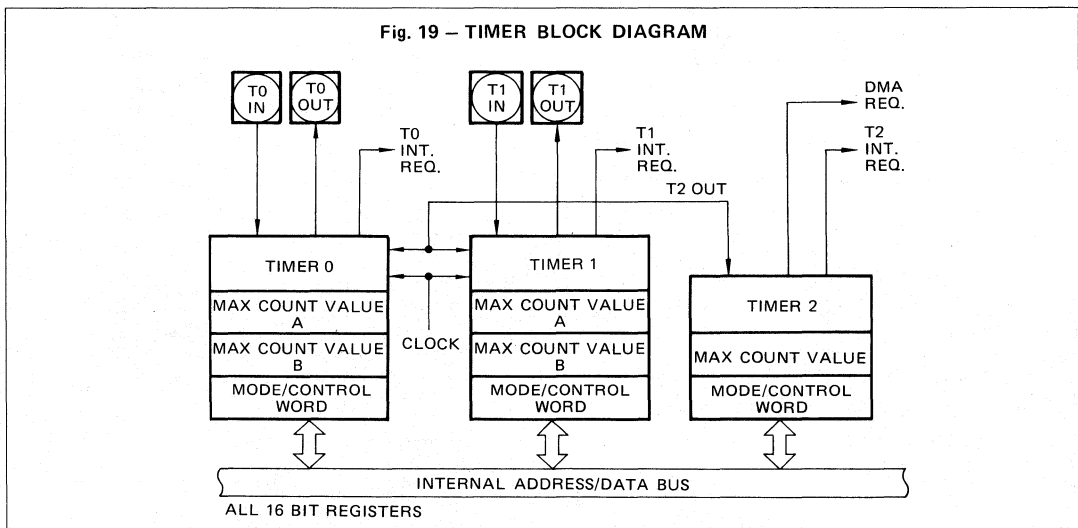 Fig. 19 – TIMER BLOCK DIAGRAM
T0
IN
T0
OUT
T1
IN
T1
OUT
DMA
REQ.
T0
INT.
REQ.
T1
INT.
REQ.
T2
INT.
REQ.
T2 OUT
TIMER 0
MAX COUNT VALUE
A
MAX COUNT VALUE
B
MODE/CONTROL
WORD
CLOCK
TIMER 1
MAX COUNT VALUE
A
MAX COUNT VALUE
B
MODE/CONTROL
WORD
TIMER 2
MAX COUNT VALUE
MODE/CONTROL
WORD
INTERNAL ADDRESS/DATA BUS
ALL 16 BIT REGISTERS